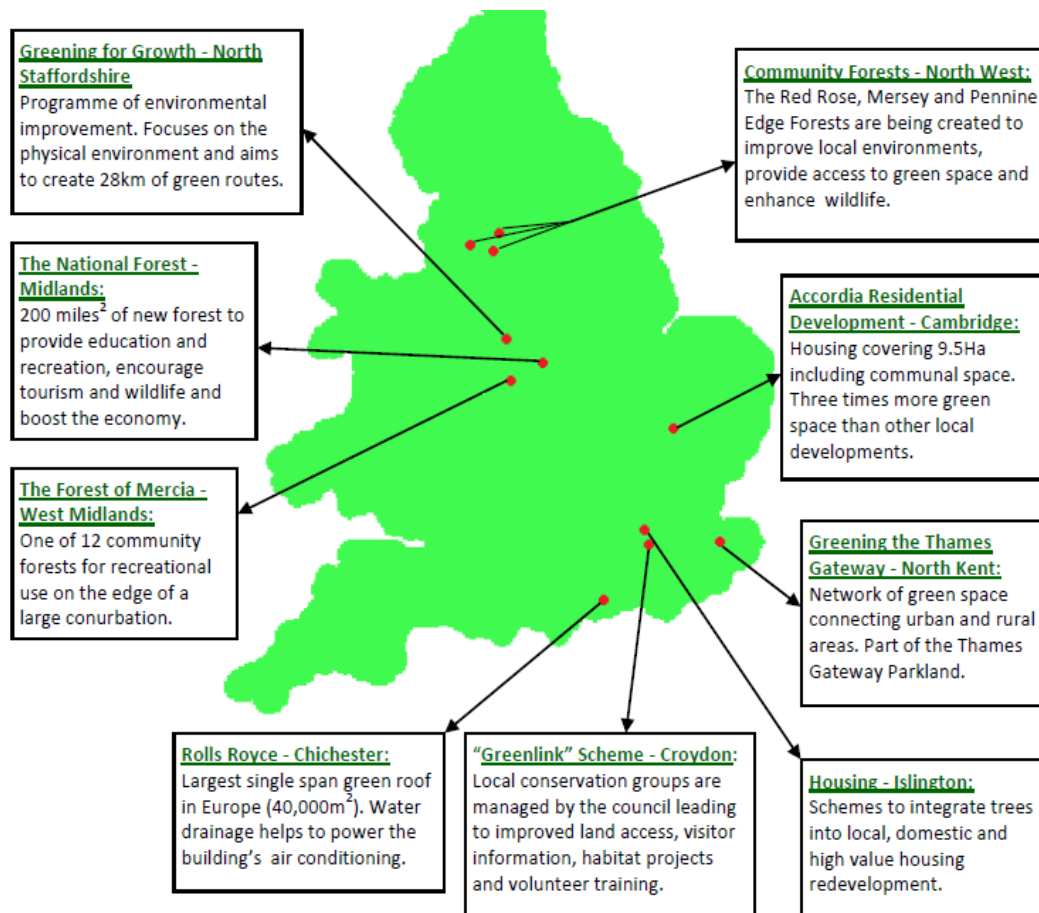 Greening for Growth - North
Staffordshire
Programme of environmental
improvement. Focuses on the
physical environment and aims
to create 28km of green routes.
Community Forests - North West:
The Red Rose, Mersey and Pennine
Edge Forests are being created to
improve local environments,
provide access to green space and
enhance wildlife.
The National Forest -
Midlands:
200 miles² of new forest to
provide education and
recreation, encourage
tourism and wildlife and
boost the economy.
Accordia Residential
Development - Cambridge:
Housing covering 9.5Ha
including communal space.
Three times more green
space than other local
developments.
The Forest of Mercia -
West Midlands:
One of 12 community
forests for recreational
use on the edge of a
large conurbation.
Greening the Thames
Gateway - North Kent:
Network of green space
connecting urban and rural
areas. Part of the Thames
Gateway Parkland.
Rolls Royce - Chichester:
Largest single span green roof
in Europe (40,000m²). Water
drainage helps to power the
building's air conditioning.
"Greenlink" Scheme - Croydon:
Local conservation groups are
managed by the council leading
to improved land access, visitor
information, habitat projects
and volunteer training.
Housing - Islington:
Schemes to integrate trees
into local, domestic and
high value housing
redevelopment.